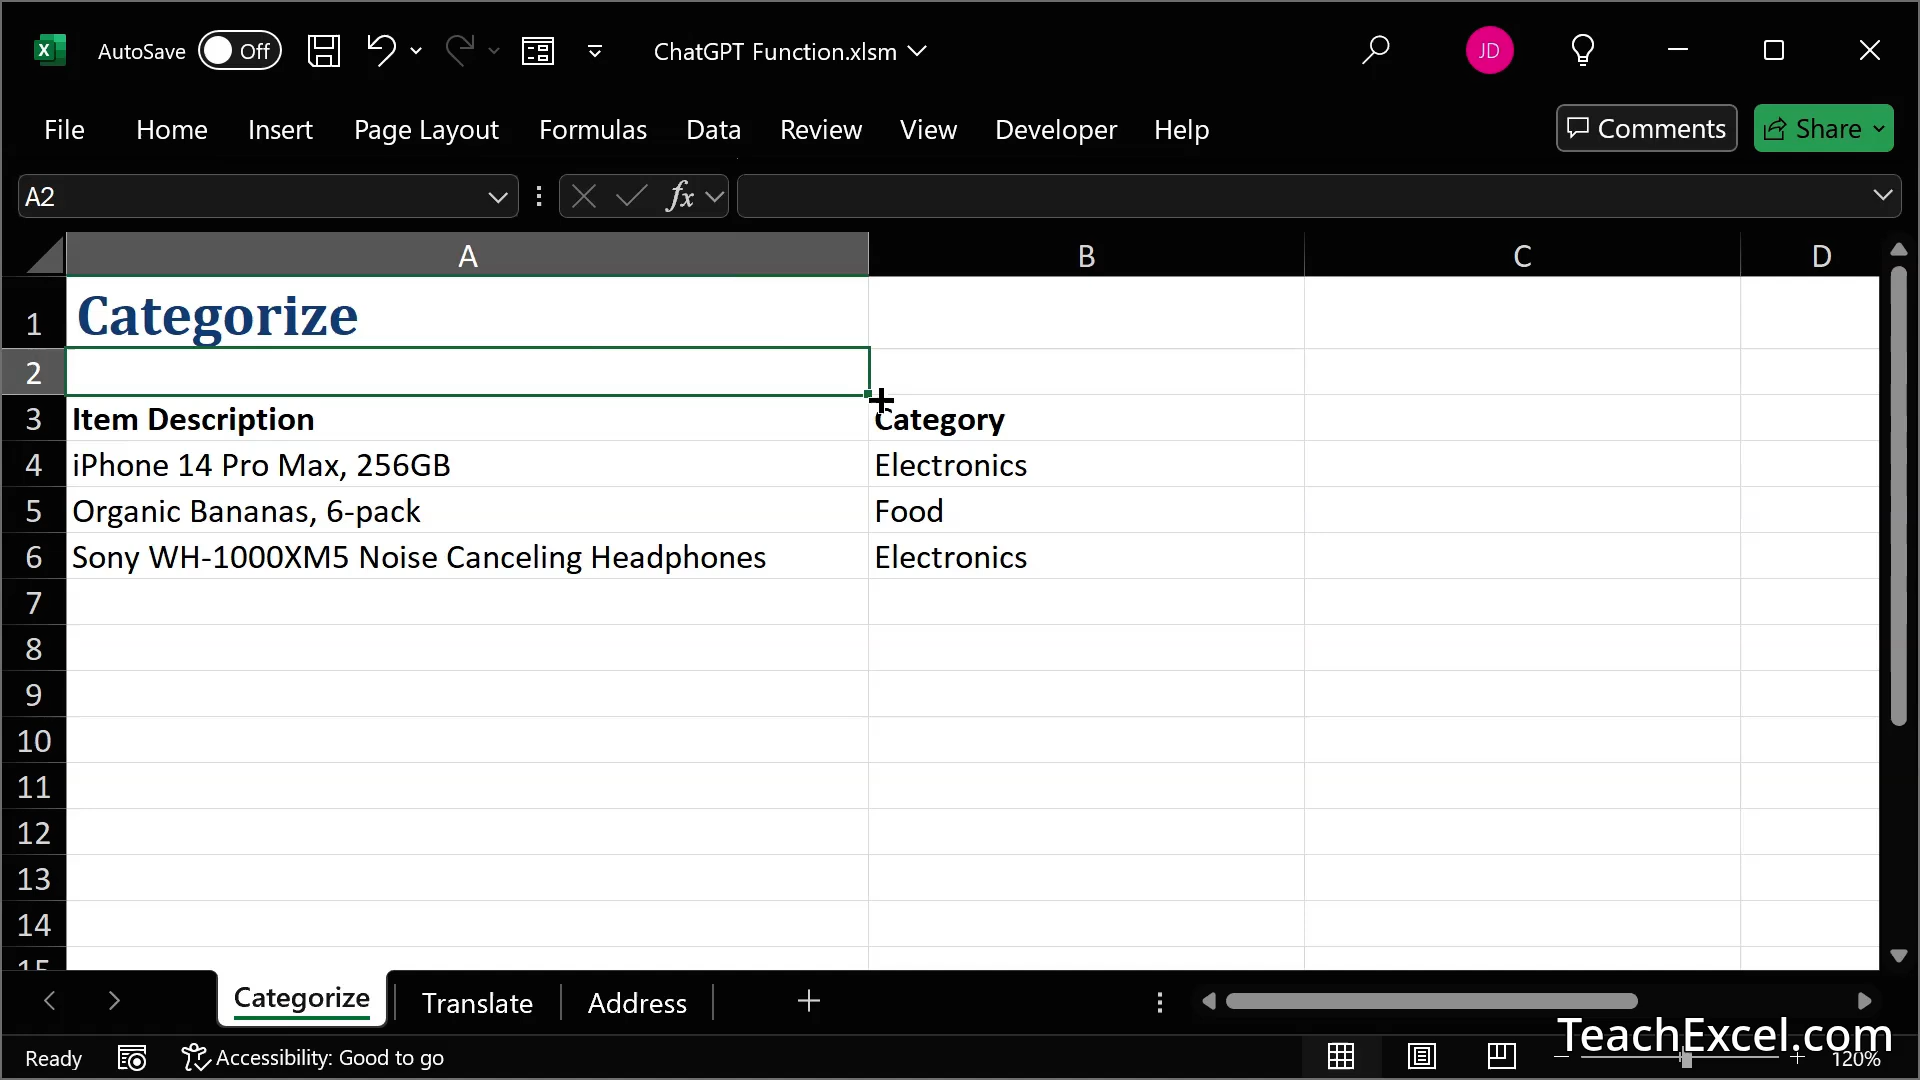 X AutoSave Off ChatGPT Function.xlsm JD
File Home Insert Page Layout Formulas Data Review View Developer Help Comments Share
A2 fx
A B C D
1 Categorize
2
3 Item Description Category
4 iPhone 14 Pro Max, 256GB Electronics
5 Organic Bananas, 6-pack Food
6 Sony WH-1000XM5 Noise Canceling Headphones Electronics
7
8
9
10
11
12
13
14
15
Categorize Translate Address
TeachExcel.com
Ready Accessibility: Good to go 120%